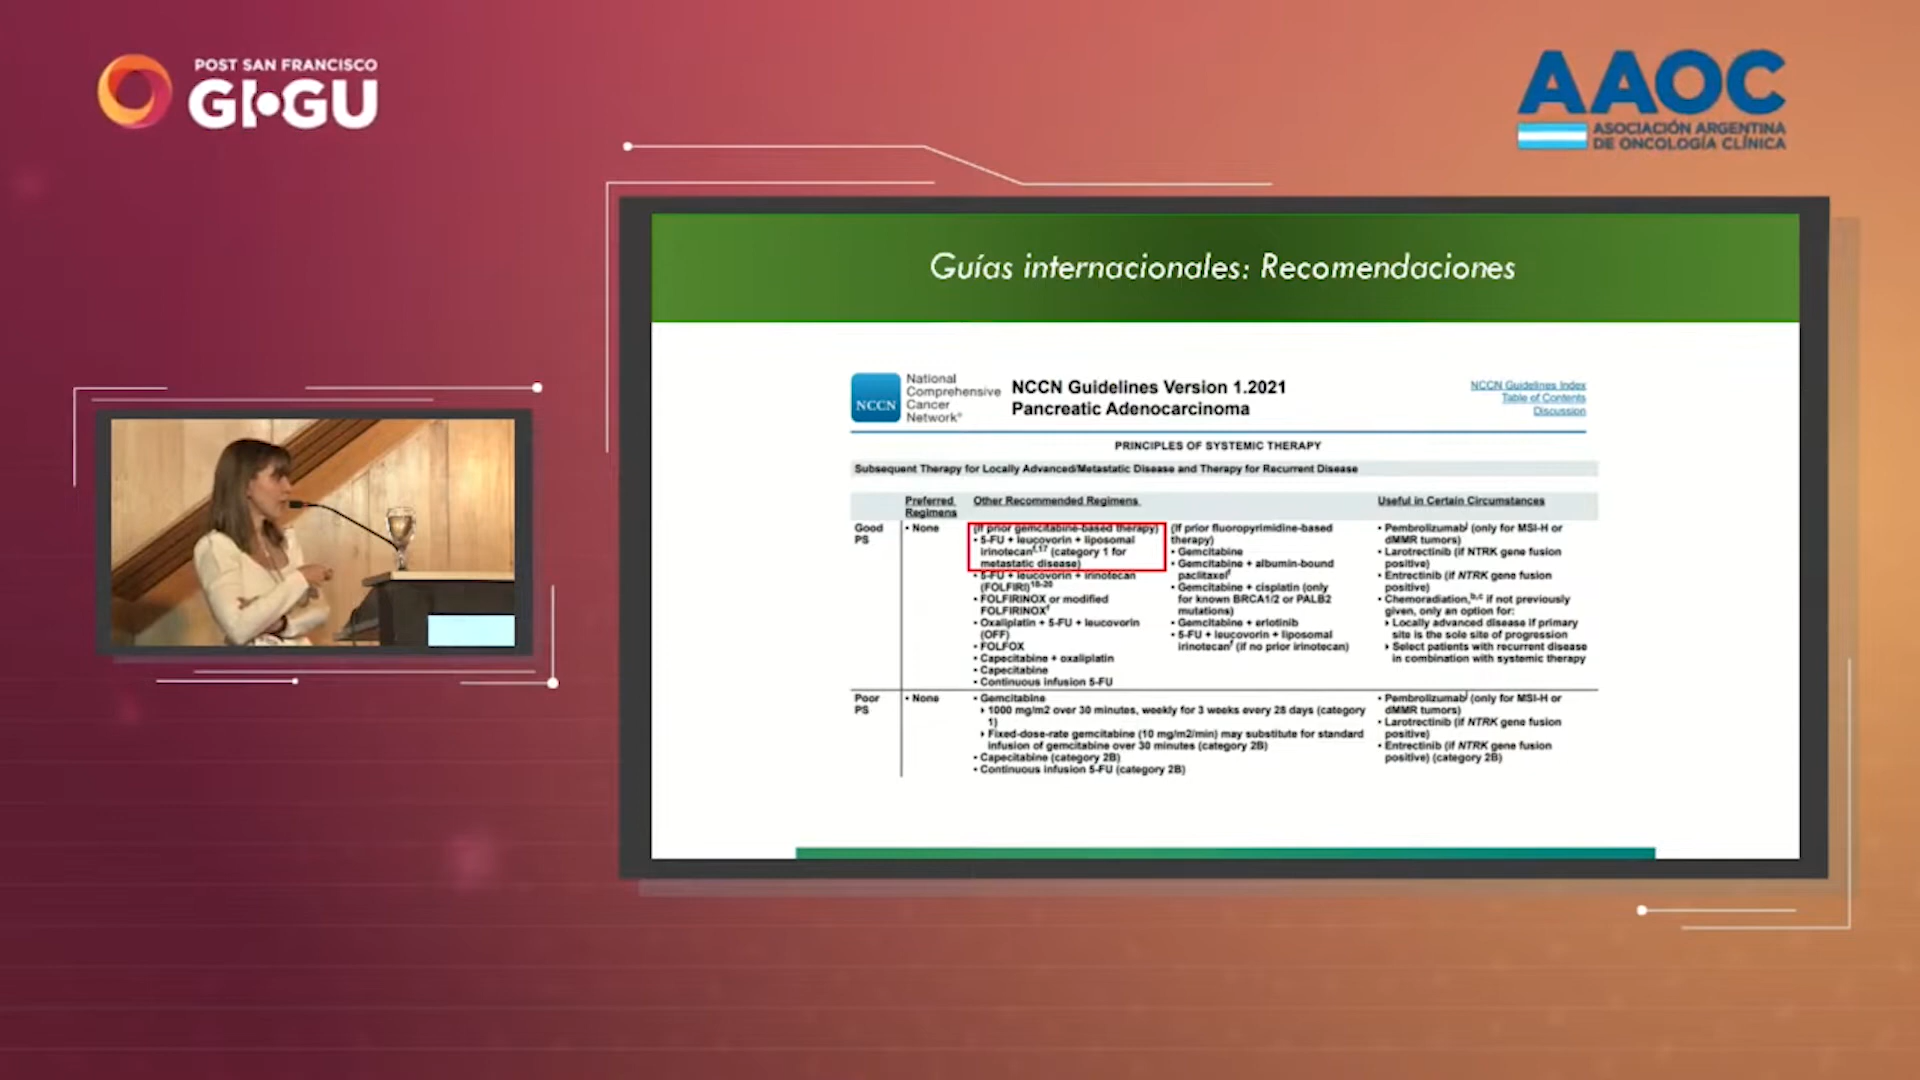 POST SAN FRANCISCO
GI·GU
AAOC
ASOCIACIÓN ARGENTINA
DE ONCOLOGÍA CLÍNICA
Guías internacionales: Recomendaciones
NCCN
National
Comprehensive
Cancer
Network®
NCCN Guidelines Version 1.2021
Pancreatic Adenocarcinoma
NCCN Guidelines Index
Table of Contents
Discussion
PRINCIPLES OF SYSTEMIC THERAPY
Subsequent Therapy for Locally Advanced/Metastatic Disease and Therapy for Recurrent Disease
Preferred
Regimens
Other Recommended Regimens
Useful in Certain Circumstances
Good
PS
• None
(if prior gemcitabine-based therapy)
• 5-FU + leucovorin + liposomal
irinotecan f,17 (category 1 for
metastatic disease)
• 5-FU + leucovorin + irinotecan
(FOLFIRI) 18-20
• FOLFIRINOX or modified
FOLFIRINOX f
• Oxaliplatin + 5-FU + leucovorin
(OFF)
• FOLFOX
• Capecitabine + oxaliplatin
• Capecitabine
• Continuous infusion 5-FU
(if prior fluoropyrimidine-based
therapy)
• Gemcitabine
• Gemcitabine + albumin-bound
paclitaxel f
• Gemcitabine + cisplatin (only
for known BRCA1/2 or PALB2
mutations)
• Gemcitabine + erlotinib
• 5-FU + leucovorin + liposomal
irinotecan f (if no prior irinotecan)
• Pembrolizumab j (only for MSI-H or
dMMR tumors)
• Larotrectinib (if NTRK gene fusion
positive)
• Entrectinib (if NTRK gene fusion
positive)
• Chemoradiation, b,c if not previously
given, only an option for:
‣ Locally advanced disease if primary
site is the sole site of progression
‣ Select patients with recurrent disease
in combination with systemic therapy
Poor
PS
• None
• Gemcitabine
‣ 1000 mg/m2 over 30 minutes, weekly for 3 weeks every 28 days (category
1)
‣ Fixed-dose-rate gemcitabine (10 mg/m2/min) may substitute for standard
infusion of gemcitabine over 30 minutes (category 2B)
• Capecitabine (category 2B)
• Continuous infusion 5-FU (category 2B)
• Pembrolizumab j (only for MSI-H or
dMMR tumors)
• Larotrectinib (if NTRK gene fusion
positive)
• Entrectinib (if NTRK gene fusion
positive) (category 2B)